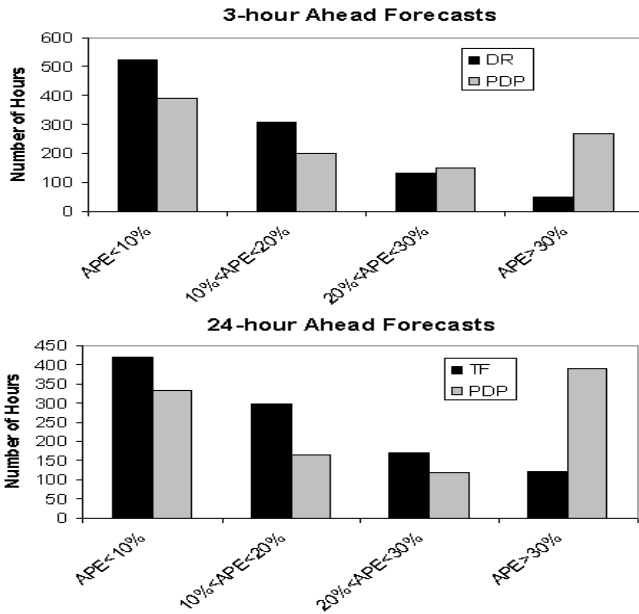 3-hour Ahead Forecasts
Number of Hours
600
500
400
300
200
100
0
DR
PDP
APE<10%
10%<APE<20%
20%<APE<30%
APE>30%
24-hour Ahead Forecasts
Number of Hours
450
400
350
300
250
200
150
100
50
0
TF
PDP
APE<10%
10%<APE<20%
20%<APE<30%
APE>30%